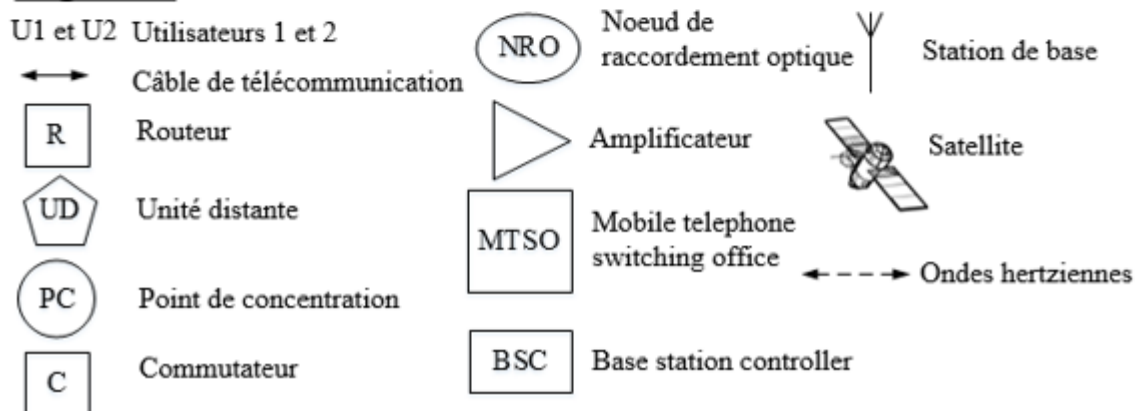 U1 et U2 Utilisateurs 1 et 2
Câble de télécommunication
R Routeur
UD Unité distante
PC Point de concentration
C Commutateur
NRO Noeud de
raccordement optique
Amplificateur
MTSO Mobile telephone
switching office
BSC Base station controller
Station de base
Satellite
Ondes hertziennes